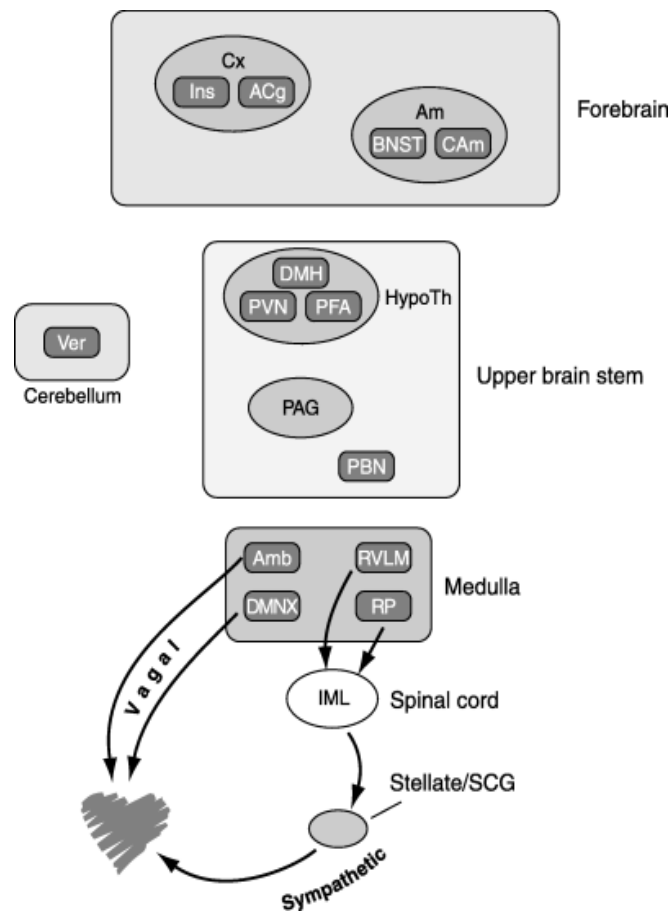 Cx
Ins ACg
Am
BNST CAm
Forebrain
DMH
PVN PFA
HypoTh
Ver
Cerebellum
PAG
Upper brain stem
PBN
Amb RVLM
DMNX RP
Medulla
Vagal
IML
Spinal cord
Stellate/SCG
Sympathetic